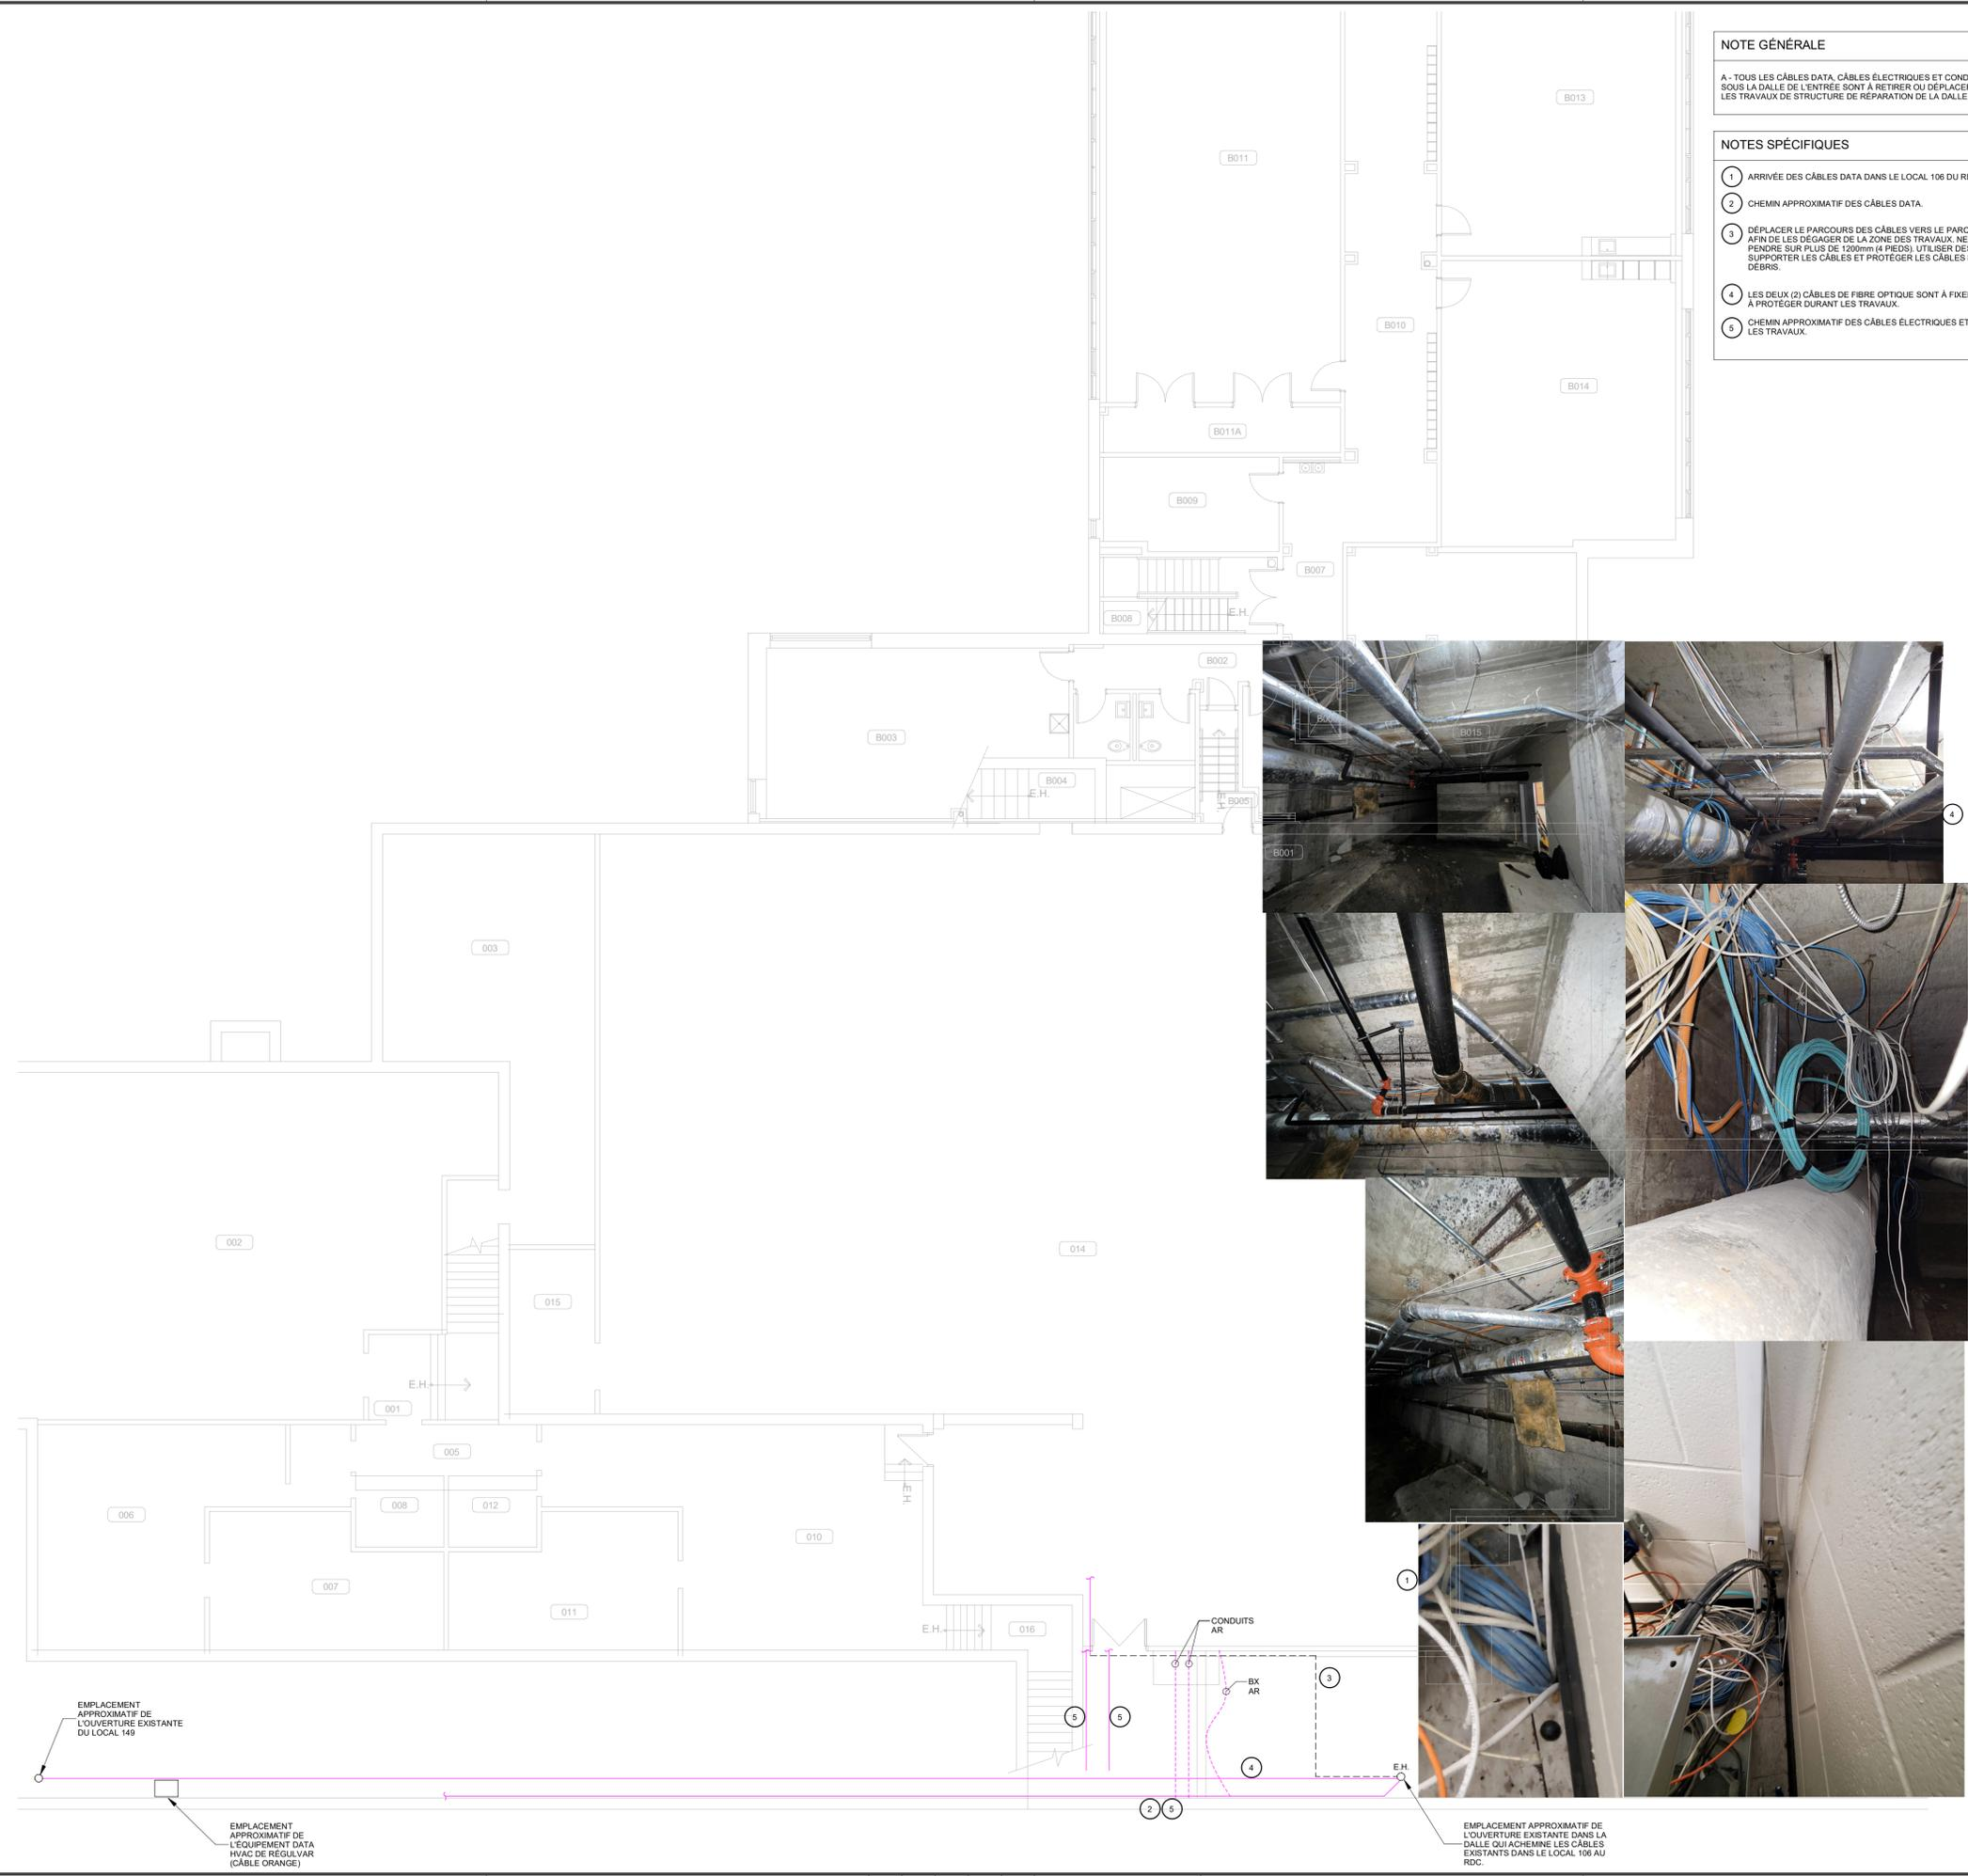 NOTE GÉNÉRALE
A - TOUS LES CÂBLES DATA, CÂBLES ÉLECTRIQUES ET COND
SOUS LA DALLE DE L'ENTRÉE SONT À RETIRER OU DÉPLACER
LES TRAVAUX DE STRUCTURE DE RÉPARATION DE LA DALLE
NOTES SPÉCIFIQUES
1 ARRIVÉE DES CÂBLES DATA DANS LE LOCAL 106 DU
2 CHEMIN APPROXIMATIF DES CÂBLES DATA.
3 DÉPLACER LE PARCOURS DES CÂBLES VERS LE PARC
AFIN DE LES DÉGAGER DE LA ZONE DES TRAVAUX. NE
PENDRE SUR PLUS DE 1200mm (4 PIEDS). UTILISER DES
SUPPORTER LES CÂBLES ET PROTÉGER LES CÂBLES
DÉBRIS.
4 LES DEUX (2) CÂBLES DE FIBRE OPTIQUE SONT À FIXE
À PROTÉGER DURANT LES TRAVAUX.
5 CHEMIN APPROXIMATIF DES CÂBLES ÉLECTRIQUES ET
LES TRAVAUX.
B013
B011
B010
B014
B011A
B009
B007
B008
E.H.
B002
B003
B004
E.H.
B005
E.H.
B015
B001
4
003
002
014
015
E.H.
001
005
006
008
012
E.H.
010
007
011
E.H.
016
1
CONDUITS
AR
BX
AR
3
5
5
4
2
5
E.H.
EMPLACEMENT
APPROXIMATIF DE
L'OUVERTURE EXISTANTE
DU LOCAL 149
EMPLACEMENT
APPROXIMATIF DE
L'ÉQUIPEMENT DATA
HVAC DE RÉGULVAR
(CÂBLE ORANGE)
EMPLACEMENT APPROXIMATIF DE
L'OUVERTURE EXISTANTE DANS LA
DALLE QUI ACHEMINE LES CÂBLES
EXISTANTS DANS LE LOCAL 106 AU
RDC.